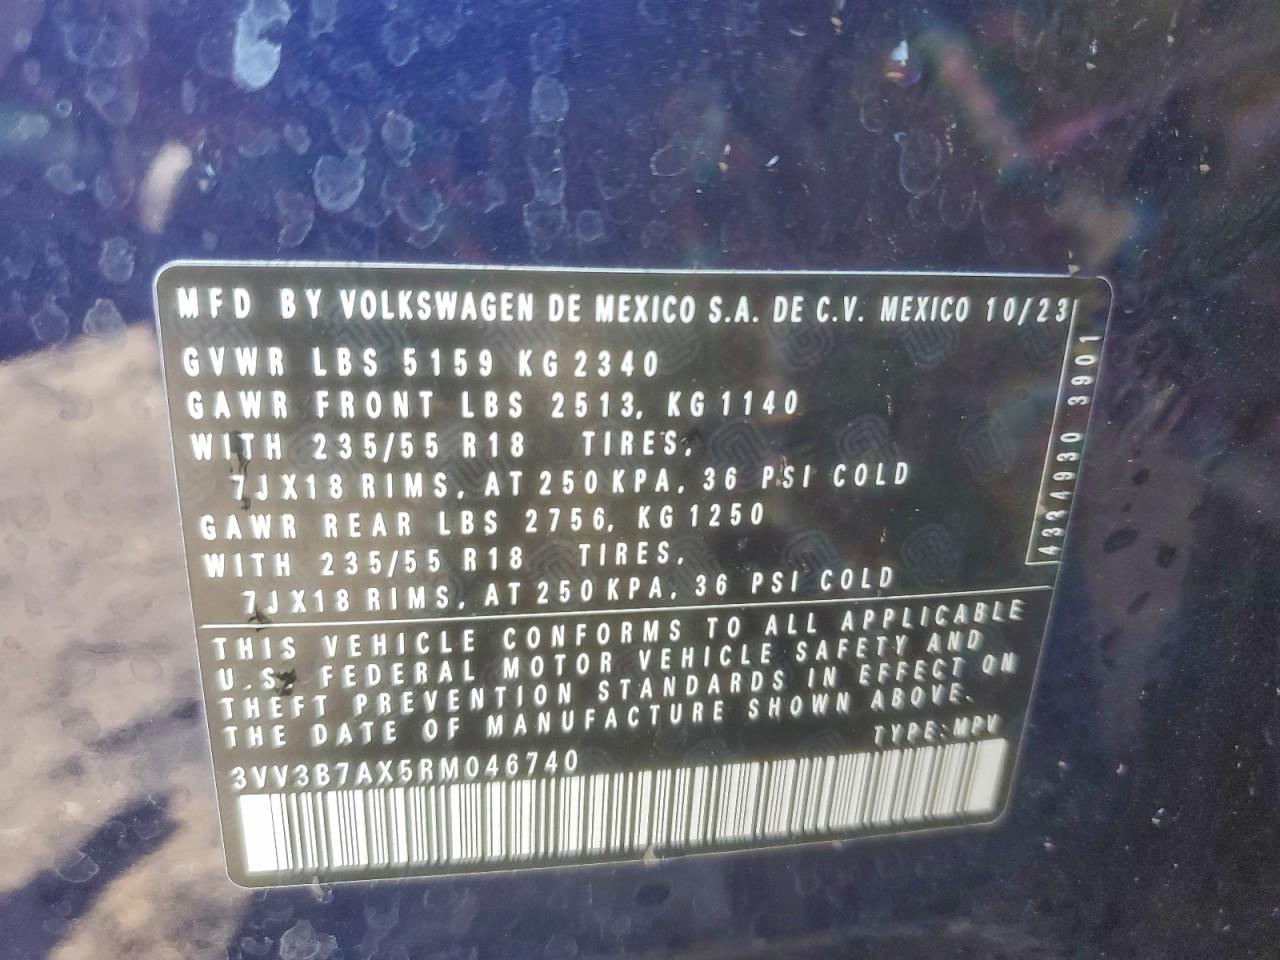 MFD BY VOLKSWAGEN DE MEXICO S.A. DE C.V. MEXICO 10/23
GVWR LBS 5159 KG 2340
GAWR FRONT LBS 2513, KG 1140
WITH 235/55 R18 TIRES,
7JX18 RIMS, AT 250 KPA, 36 PSI COLD
GAWR REAR LBS 2756, KG 1250
WITH 235/55 R18 TIRES,
7JX18 RIMS, AT 250 KPA, 36 PSI COLD
4334930 3901
THIS VEHICLE CONFORMS TO ALL APPLICABLE
U.S. FEDERAL MOTOR VEHICLE SAFETY AND
THEFT PREVENTION STANDARDS IN EFFECT ON
THE DATE OF MANUFACTURE SHOWN ABOVE.
TYPE:MPV
3VV3B7AX5RM046740